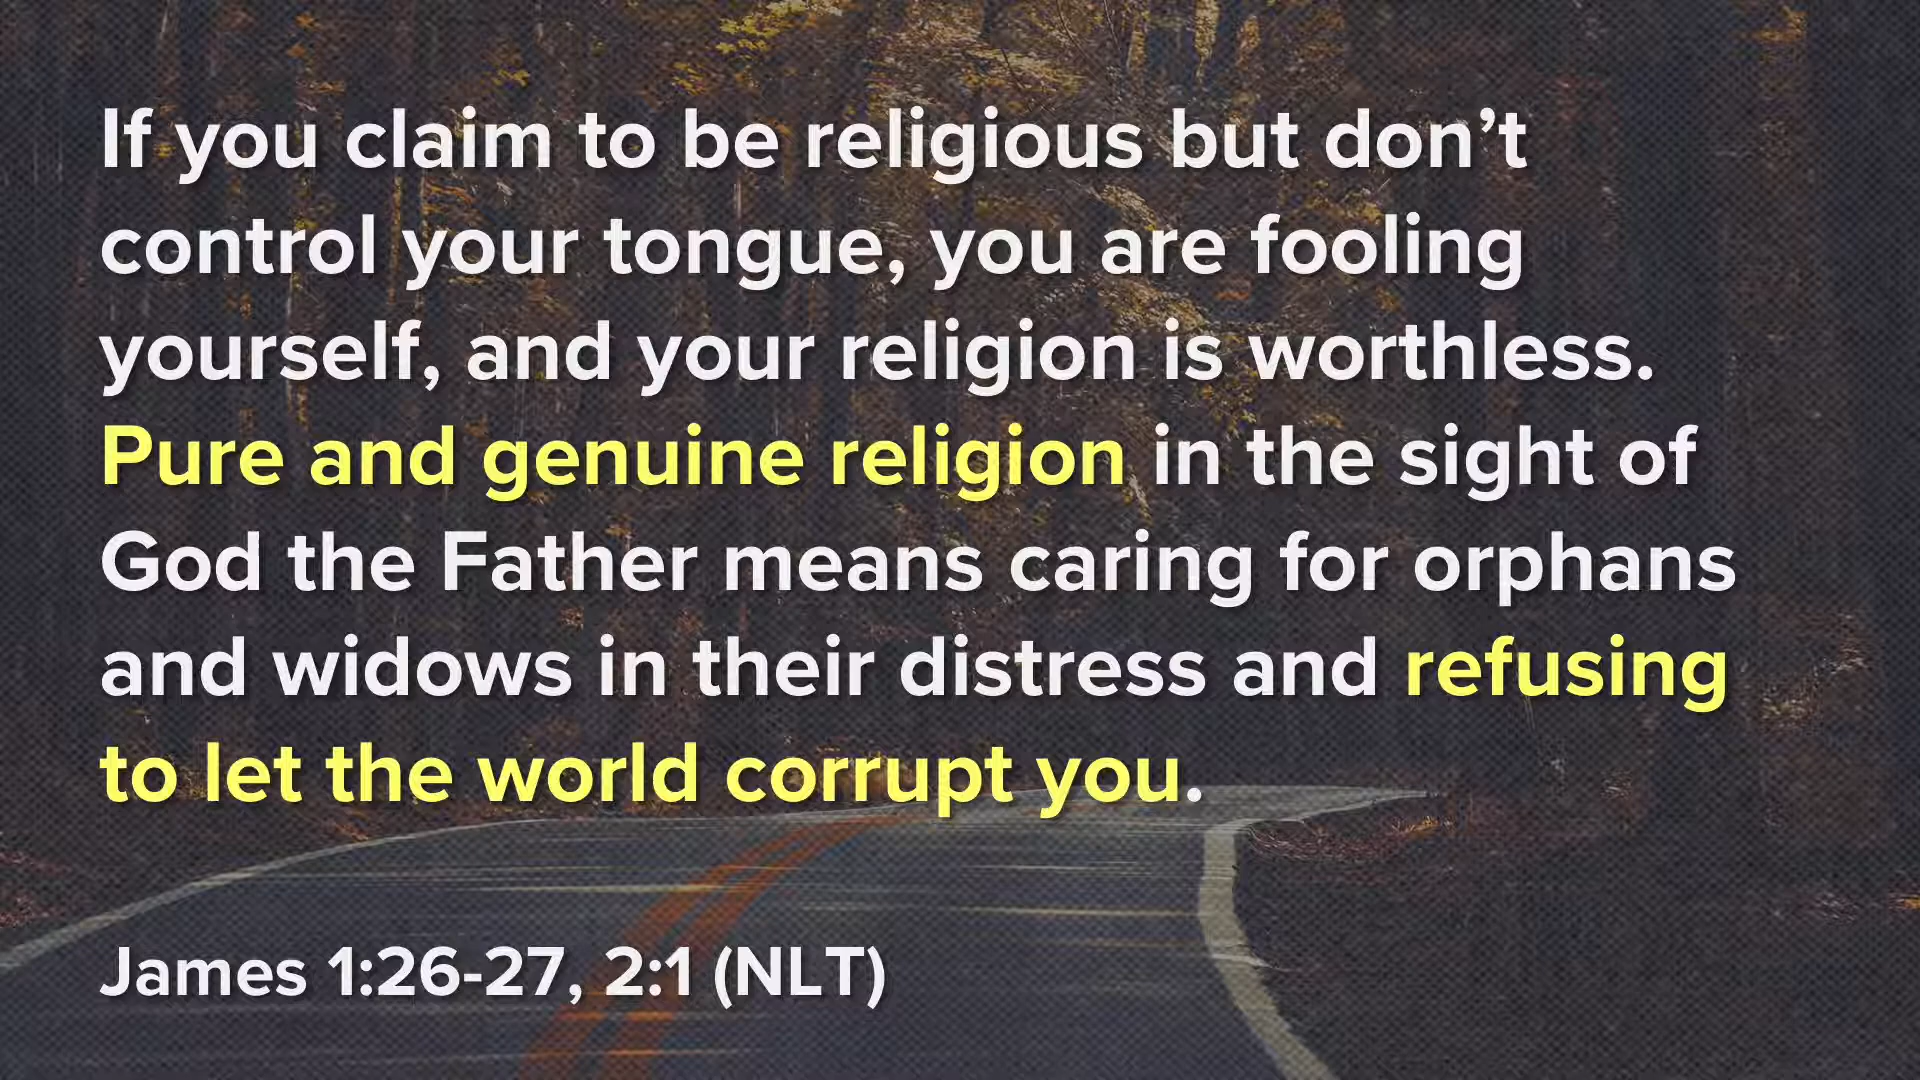 If you claim to be religious but don’t
control your tongue, you are fooling
yourself, and your religion is worthless.
Pure and genuine religion in the sight of
God the Father means caring for orphans
and widows in their distress and refusing
to let the world corrupt you.
James 1:26-27, 2:1 (NLT)